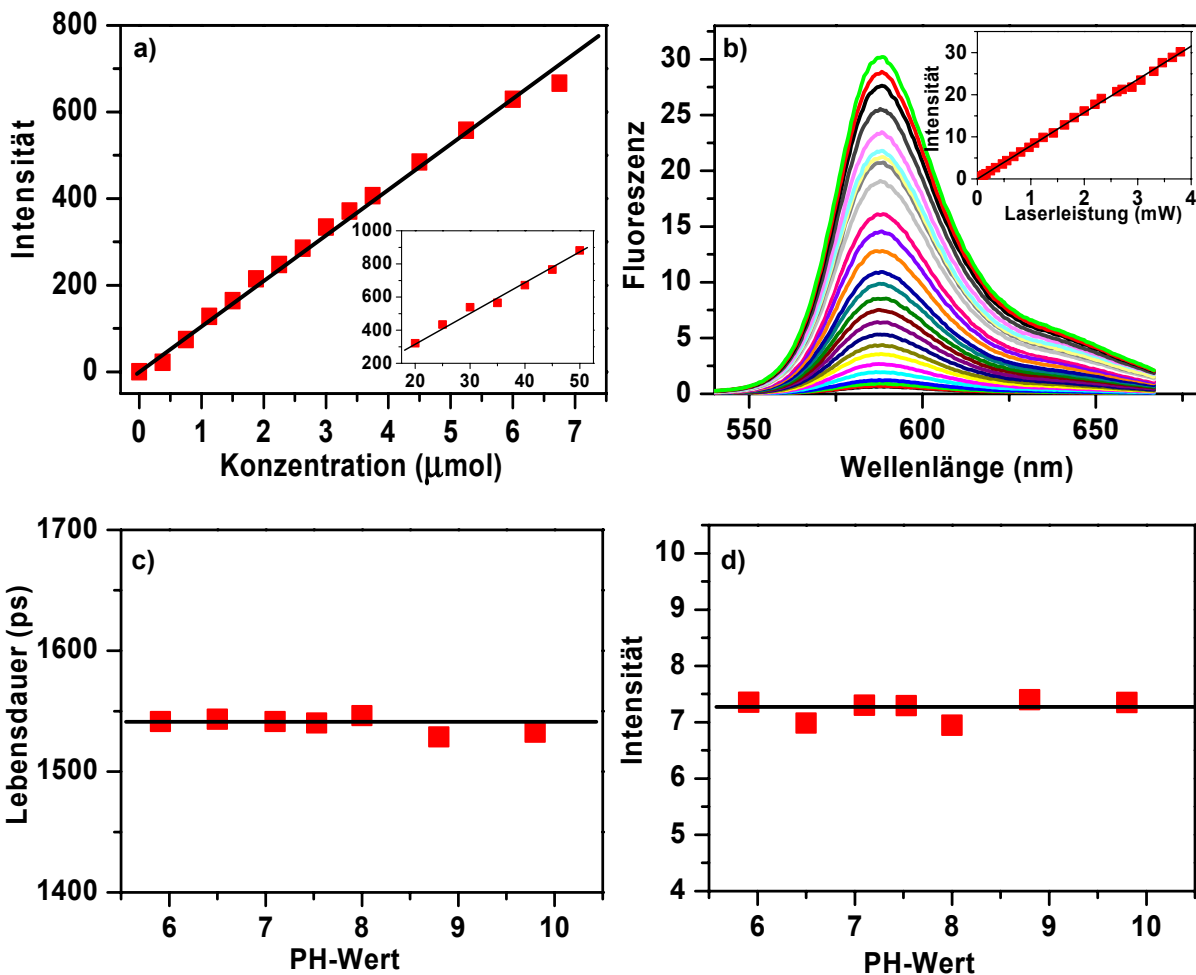 a)
Intensität
800
600
400
200
0
0 1 2 3 4 5 6 7
Konzentration (μmol)
1000
800
600
400
200
20 30 40 50
b)
Fluoreszenz
30
25
20
15
10
5
0
550 600 650
Wellenlänge (nm)
Intensität
30
20
10
0
0 1 2 3 4
Laserleistung (mW)
c)
Lebensdauer (ps)
1700
1600
1500
1400
6 7 8 9 10
PH-Wert
d)
Intensität
10
9
8
7
6
5
4
6 7 8 9 10
PH-Wert